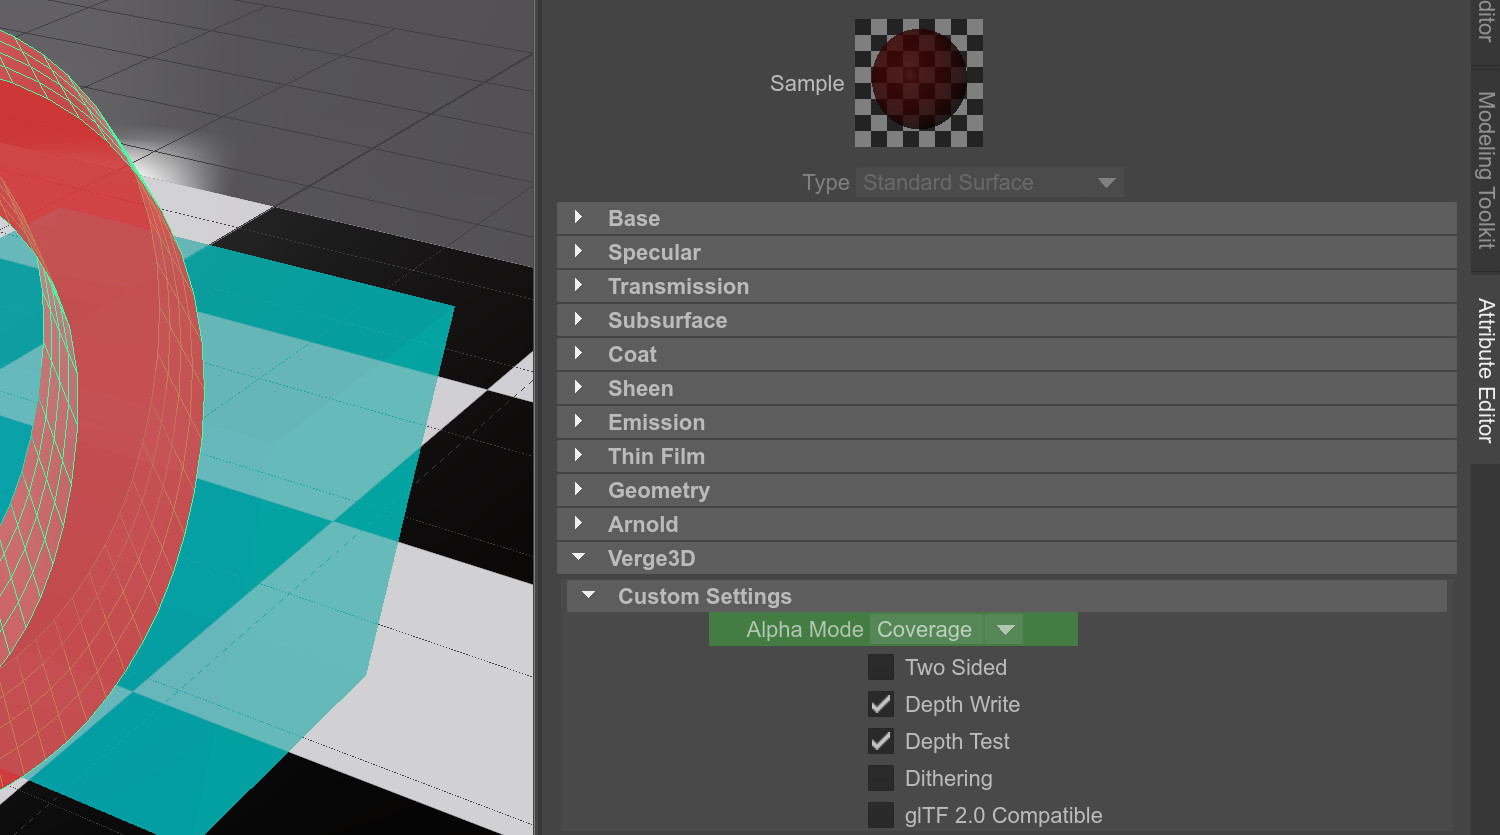 Sample
Type Standard Surface
Base
Specular
Transmission
Subsurface
Coat
Sheen
Emission
Thin Film
Geometry
Arnold
Verge3D
Custom Settings
Alpha Mode Coverage
Two Sided
Depth Write
Depth Test
Dithering
glTF 2.0 Compatible
ditor
Modeling Toolkit
Attribute Editor